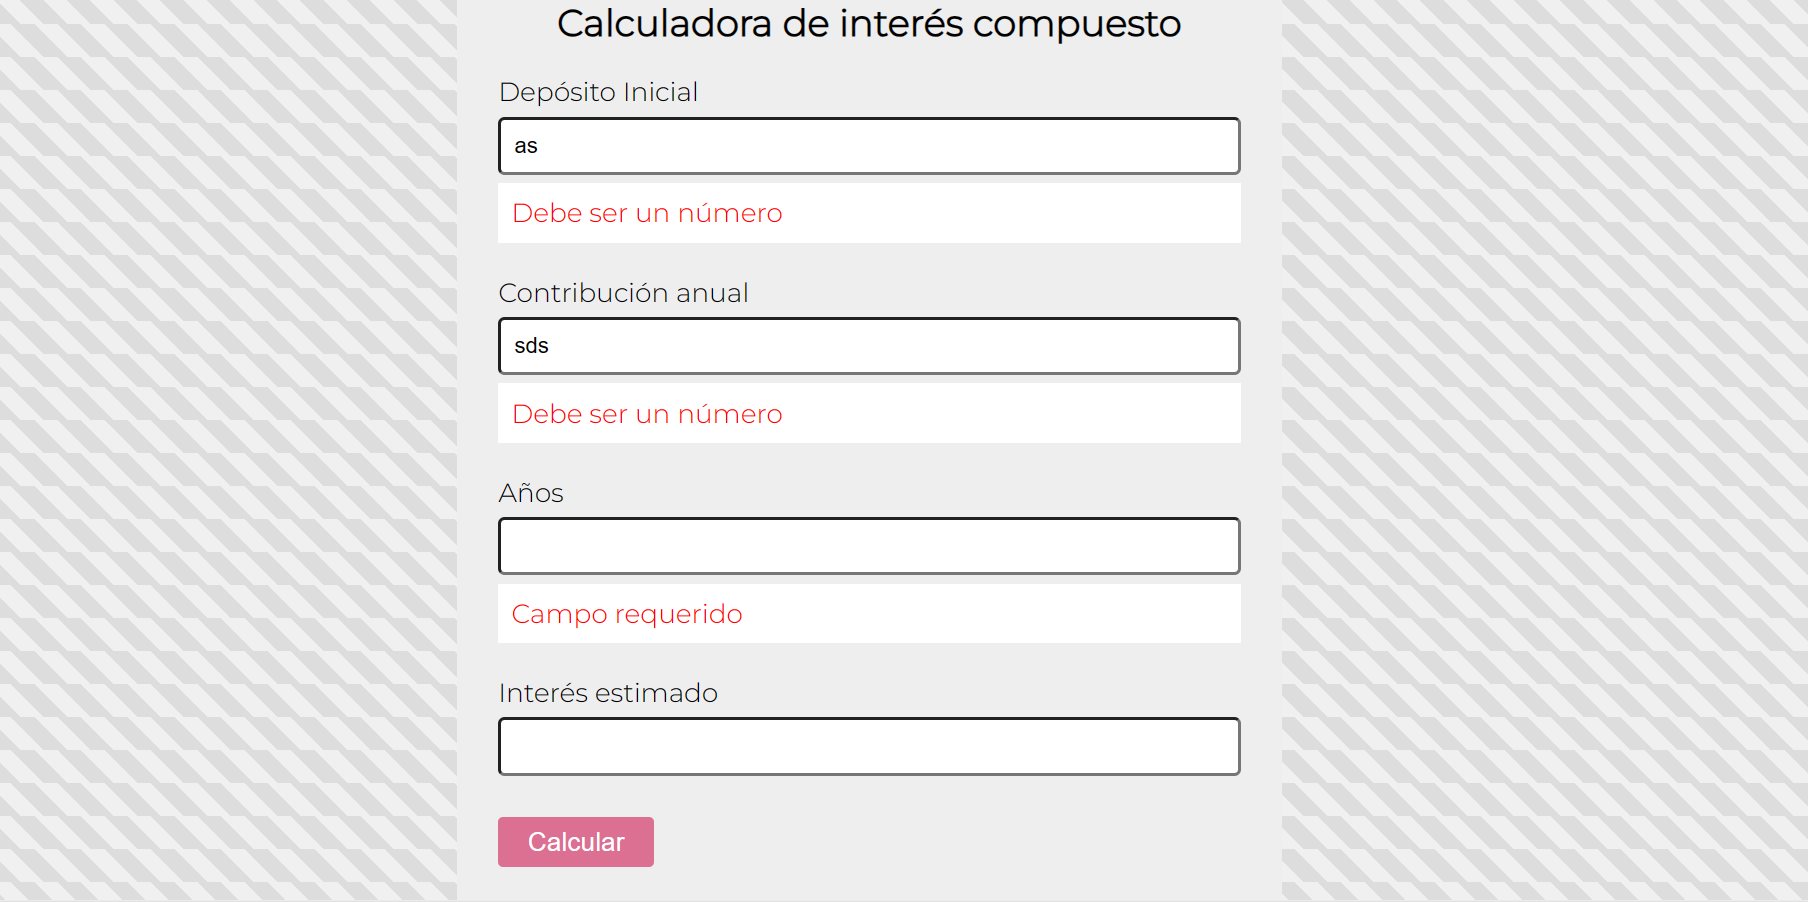 Calculadora de interés compuesto
Depósito Inicial
as
Debe ser un número
Contribución anual
sds
Debe ser un número
Años
Campo requerido
Interés estimado
Calcular